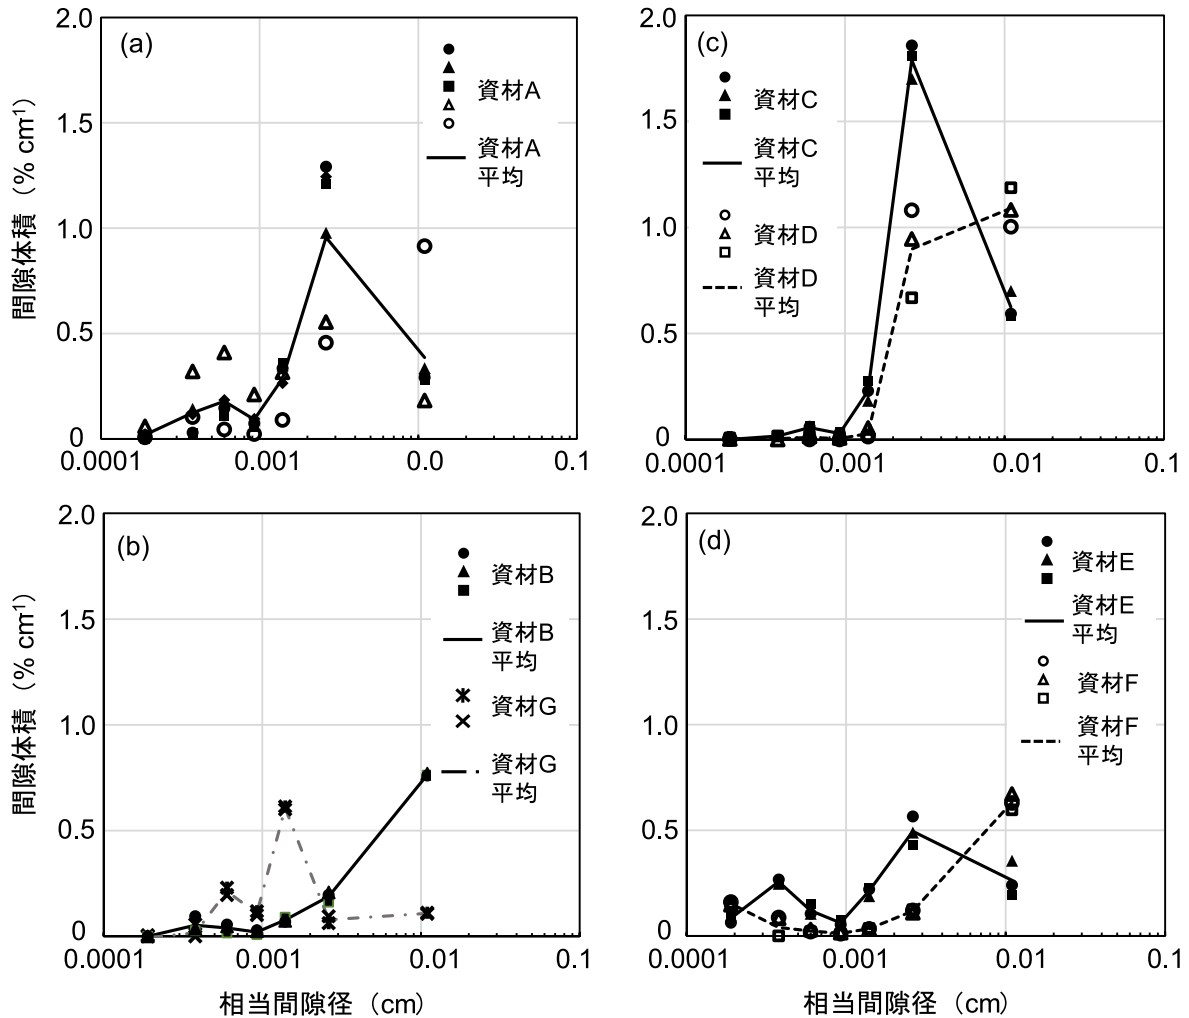 (a)
2.0
1.5
1.0
0.5
0
0.0001
0.001
0.0
0.1
間隙体積（% cm⁻¹）
資材A
資材A
平均
(c)
2.0
1.5
1.0
0.5
0
0.0001
0.001
0.01
0.1
資材C
資材C
平均
資材D
資材D
平均
(b)
2.0
1.5
1.0
0.5
0
0.0001
0.001
0.01
0.1
間隙体積（% cm⁻¹）
資材B
資材B
平均
資材G
資材G
平均
相当間隙径（cm）
(d)
2.0
1.5
1.0
0.5
0
0.0001
0.001
0.01
0.1
資材E
資材E
平均
資材F
資材F
平均
相当間隙径（cm）